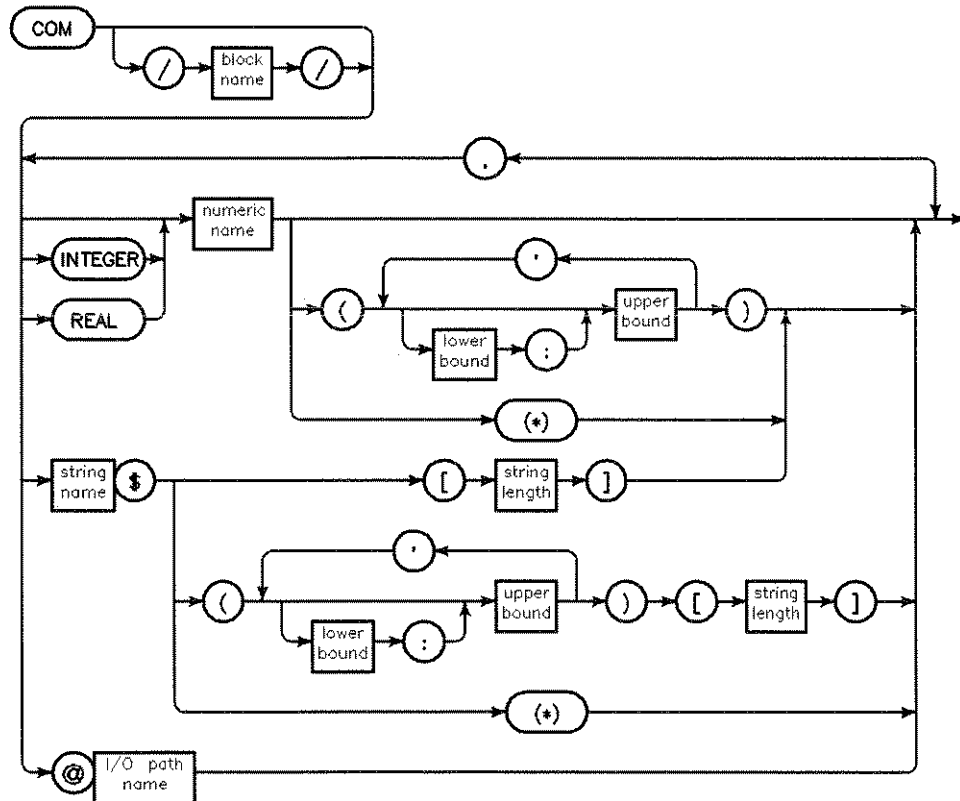 COM
/ block name /
,
numeric name
INTEGER
REAL
,
( lower bound : upper bound )
(*)
string name $ [ string length ]
,
( lower bound : upper bound ) [ string length ]
(*)
@ I/O path name